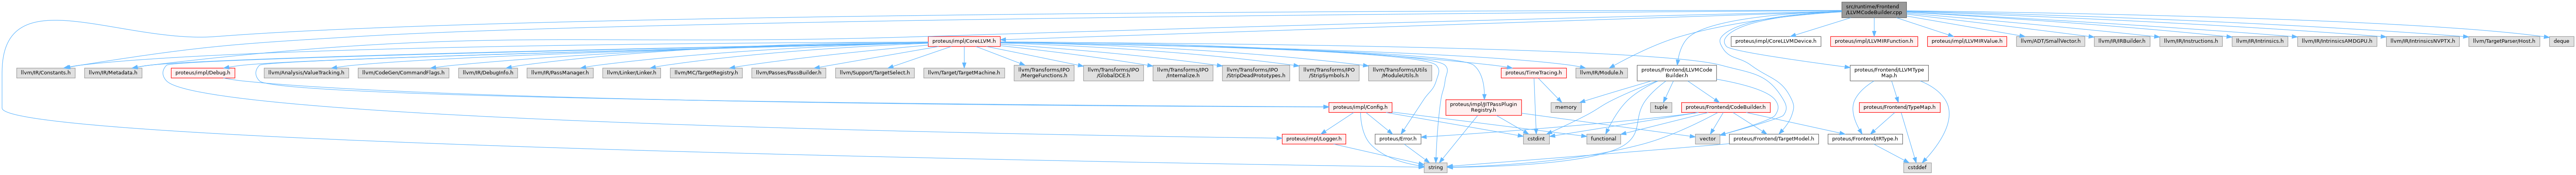 src/runtime/Frontend
/LLVMCodeBuilder.cpp
proteus/impl/CoreLLVM.h
proteus/impl/CoreLLVMDevice.h
proteus/impl/LLVMIRFunction.h
proteus/impl/LLVMIRValue.h
llvm/ADT/SmallVector.h
llvm/IR/IRBuilder.h
llvm/IR/Instructions.h
llvm/IR/Intrinsics.h
llvm/IR/IntrinsicsAMDGPU.h
llvm/IR/IntrinsicsNVPTX.h
llvm/TargetParser/Host.h
deque
llvm/IR/Constants.h
llvm/IR/Metadata.h
proteus/impl/Debug.h
llvm/Analysis/ValueTracking.h
llvm/CodeGen/CommandFlags.h
llvm/IR/DebugInfo.h
llvm/IR/PassManager.h
llvm/Linker/Linker.h
llvm/MC/TargetRegistry.h
llvm/Passes/PassBuilder.h
llvm/Support/TargetSelect.h
llvm/Target/TargetMachine.h
llvm/Transforms/IPO
/MergeFunctions.h
llvm/Transforms/IPO
/GlobalDCE.h
llvm/Transforms/IPO
/Internalize.h
llvm/Transforms/IPO
/StripDeadPrototypes.h
llvm/Transforms/IPO
/StripSymbols.h
llvm/Transforms/Utils
/ModuleUtils.h
proteus/TimeTracing.h
llvm/IR/Module.h
proteus/Frontend/LLVMCode
Builder.h
proteus/Frontend/LLVMType
Map.h
proteus/impl/Config.h
proteus/impl/JITPassPlugin
Registry.h
memory
tuple
proteus/Frontend/CodeBuilder.h
proteus/Frontend/TypeMap.h
proteus/impl/Logger.h
proteus/Error.h
cstdint
functional
vector
proteus/Frontend/TargetModel.h
proteus/Frontend/IRType.h
string
cstddef